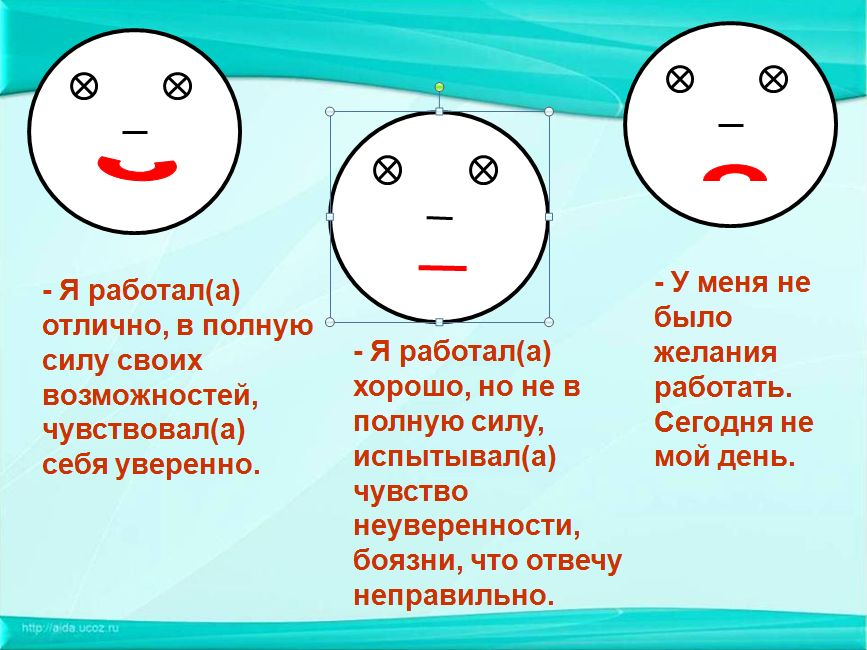 - Я работал(а)
отлично, в полную
силу своих
возможностей,
чувствовал(а)
себя уверенно.
- Я работал(а)
хорошо, но не в
полную силу,
испытывал(а)
чувство
неуверенности,
боязни, что отвечу
неправильно.
- У меня не
было
желания
работать.
Сегодня не
мой день.
http://aida.ucoz.ru